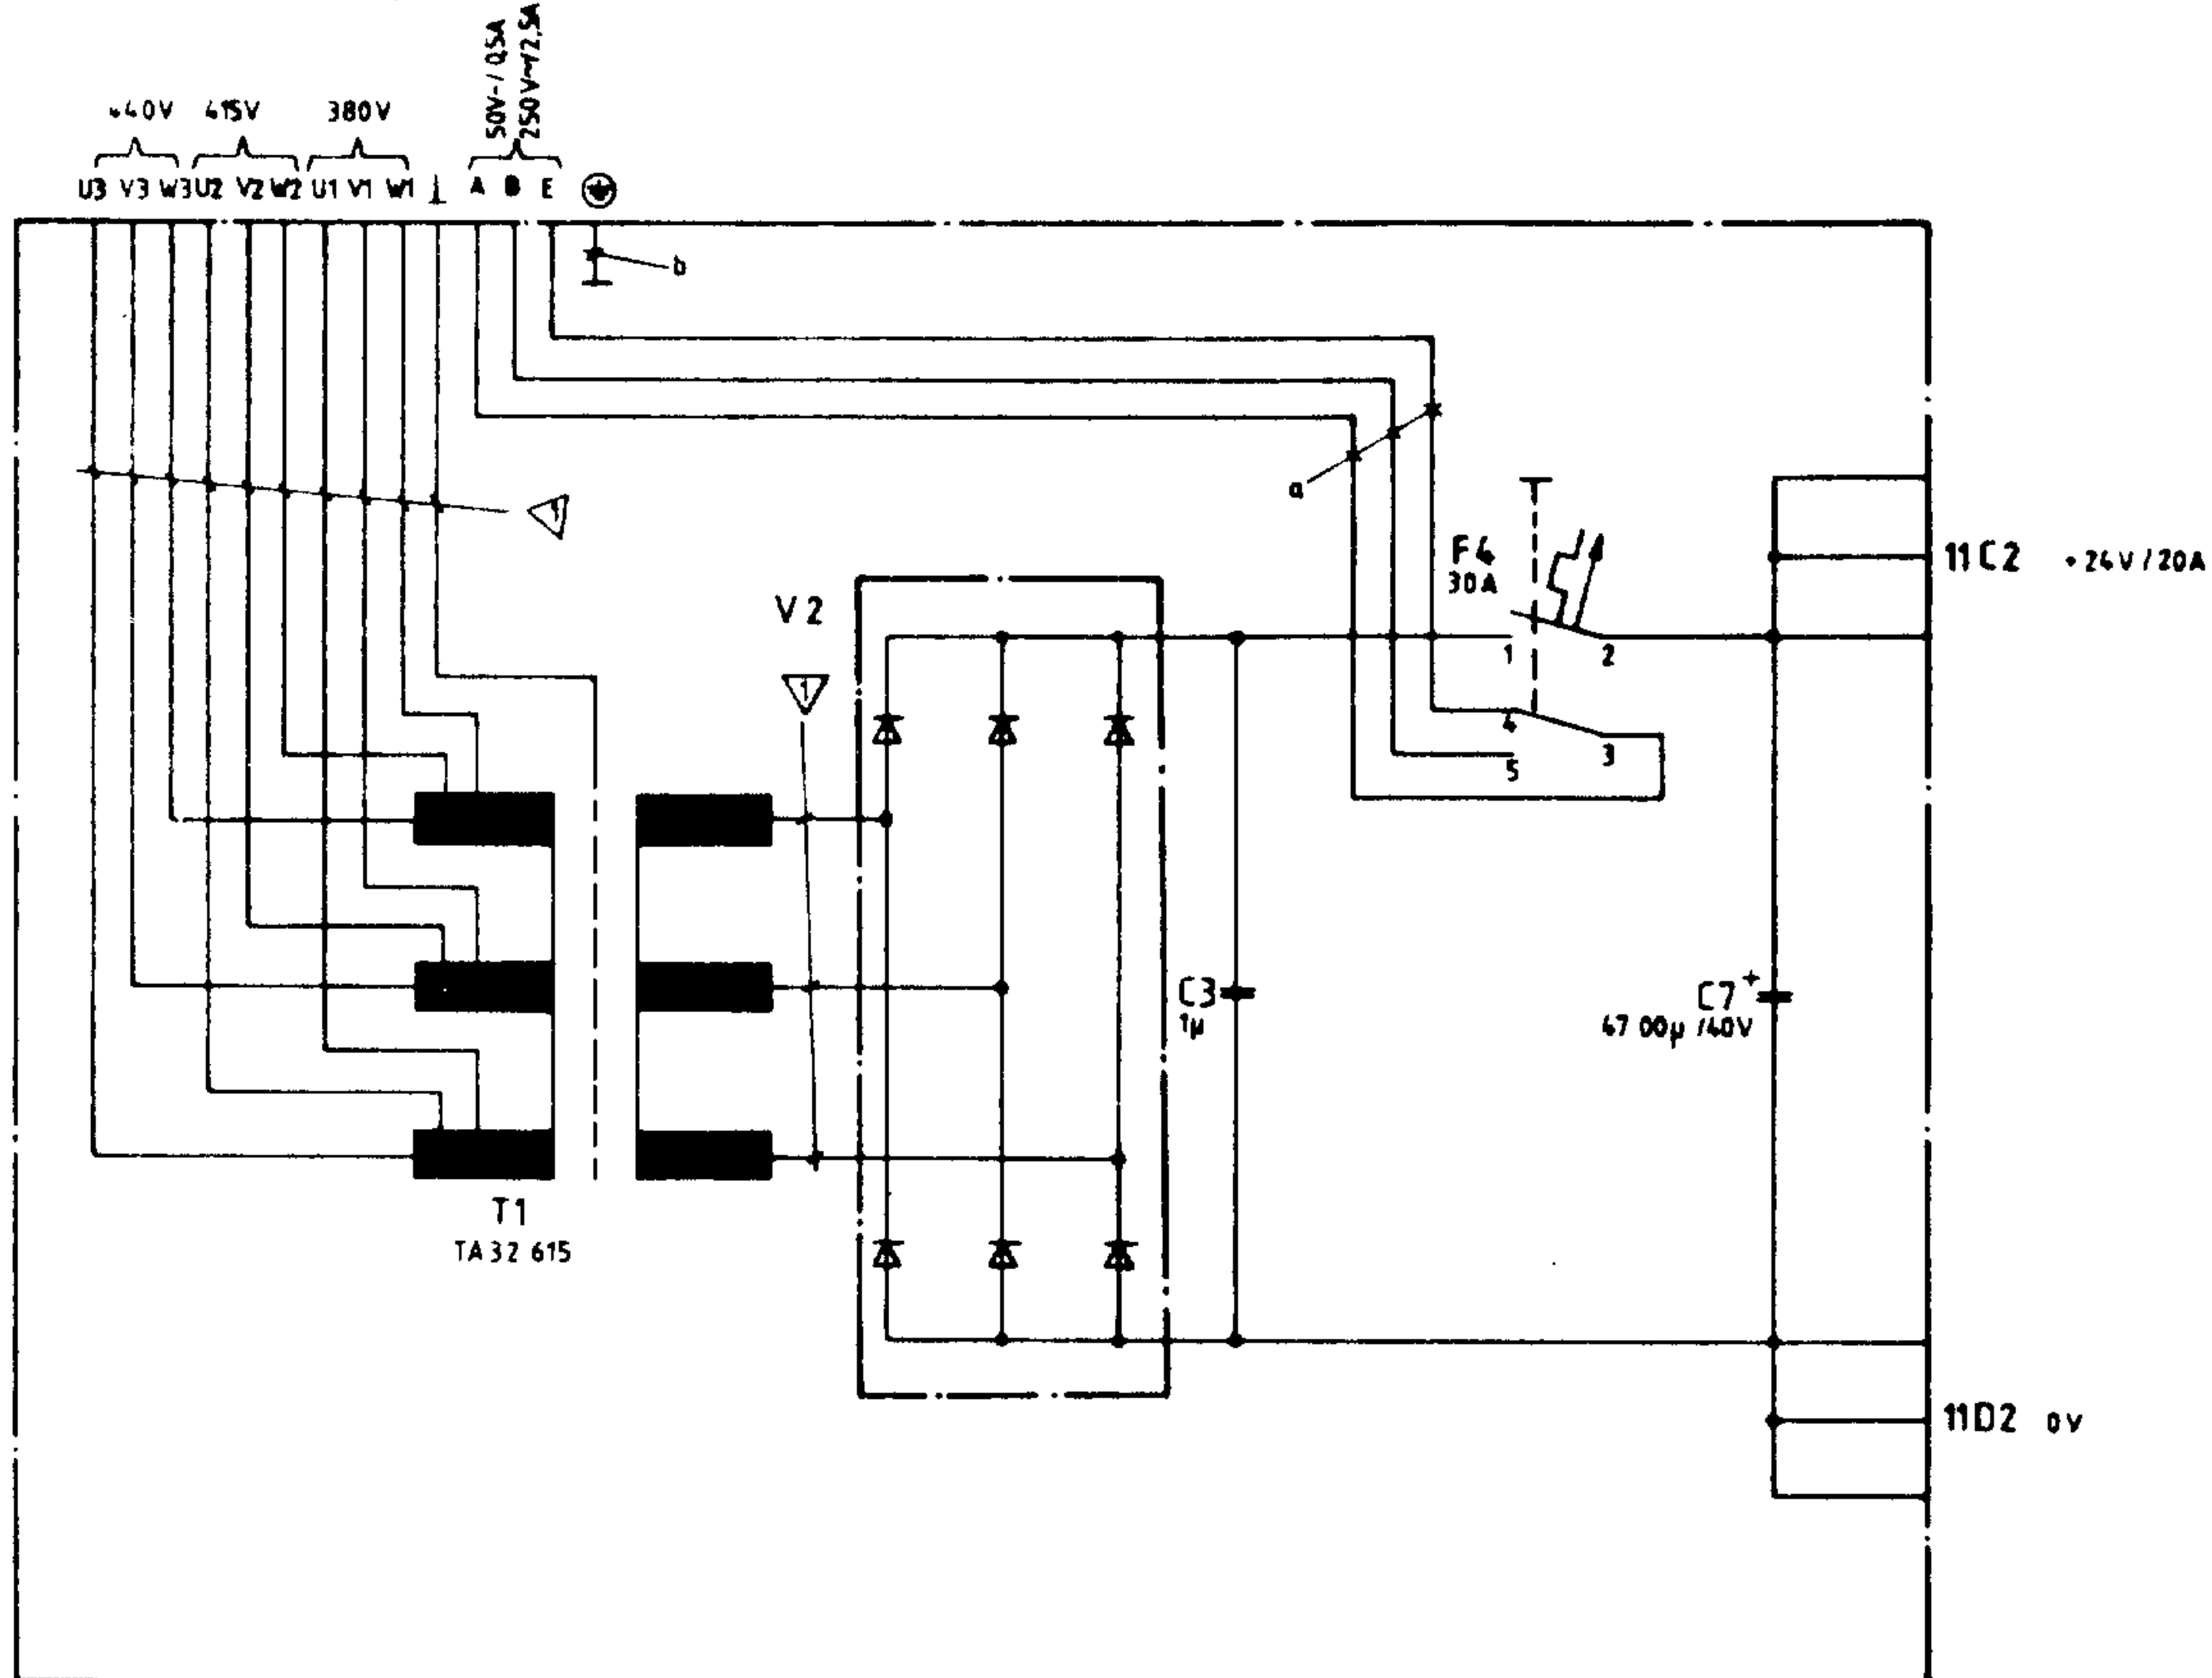 50V-/0,5A
250V~/2,5A
440V 415V 380V
U3 V3 W3 U2 V2 W2 U1 V1 W1 A B E
b
a
1
F4
30A
11C2 +24V/20A
V2
1
1 2
4
3
5
C3
1µ
C7 +
4700µ/40V
T1
TA32 615
11D2 0V